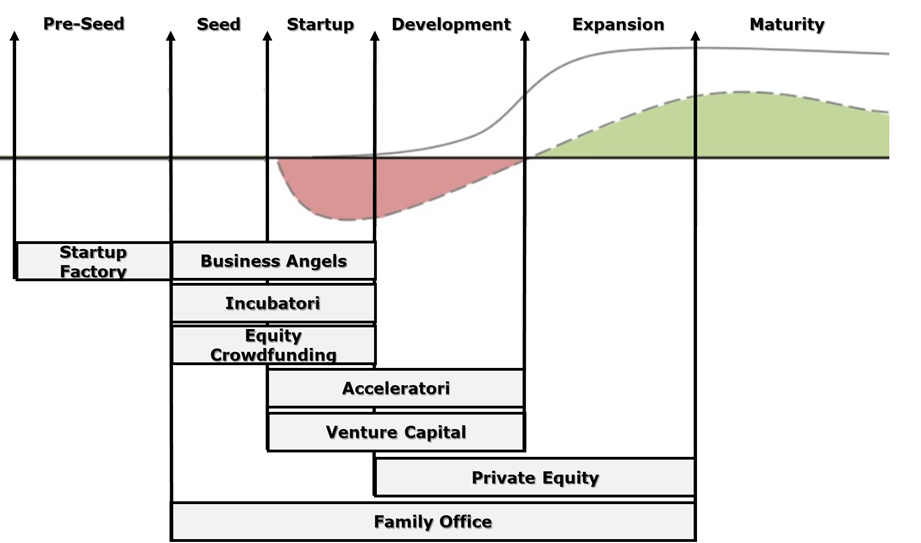 Pre-Seed
Seed
Startup
Development
Expansion
Maturity
Startup
Factory
Business Angels
Incubatori
Equity
Crowdfunding
Acceleratori
Venture Capital
Private Equity
Family Office